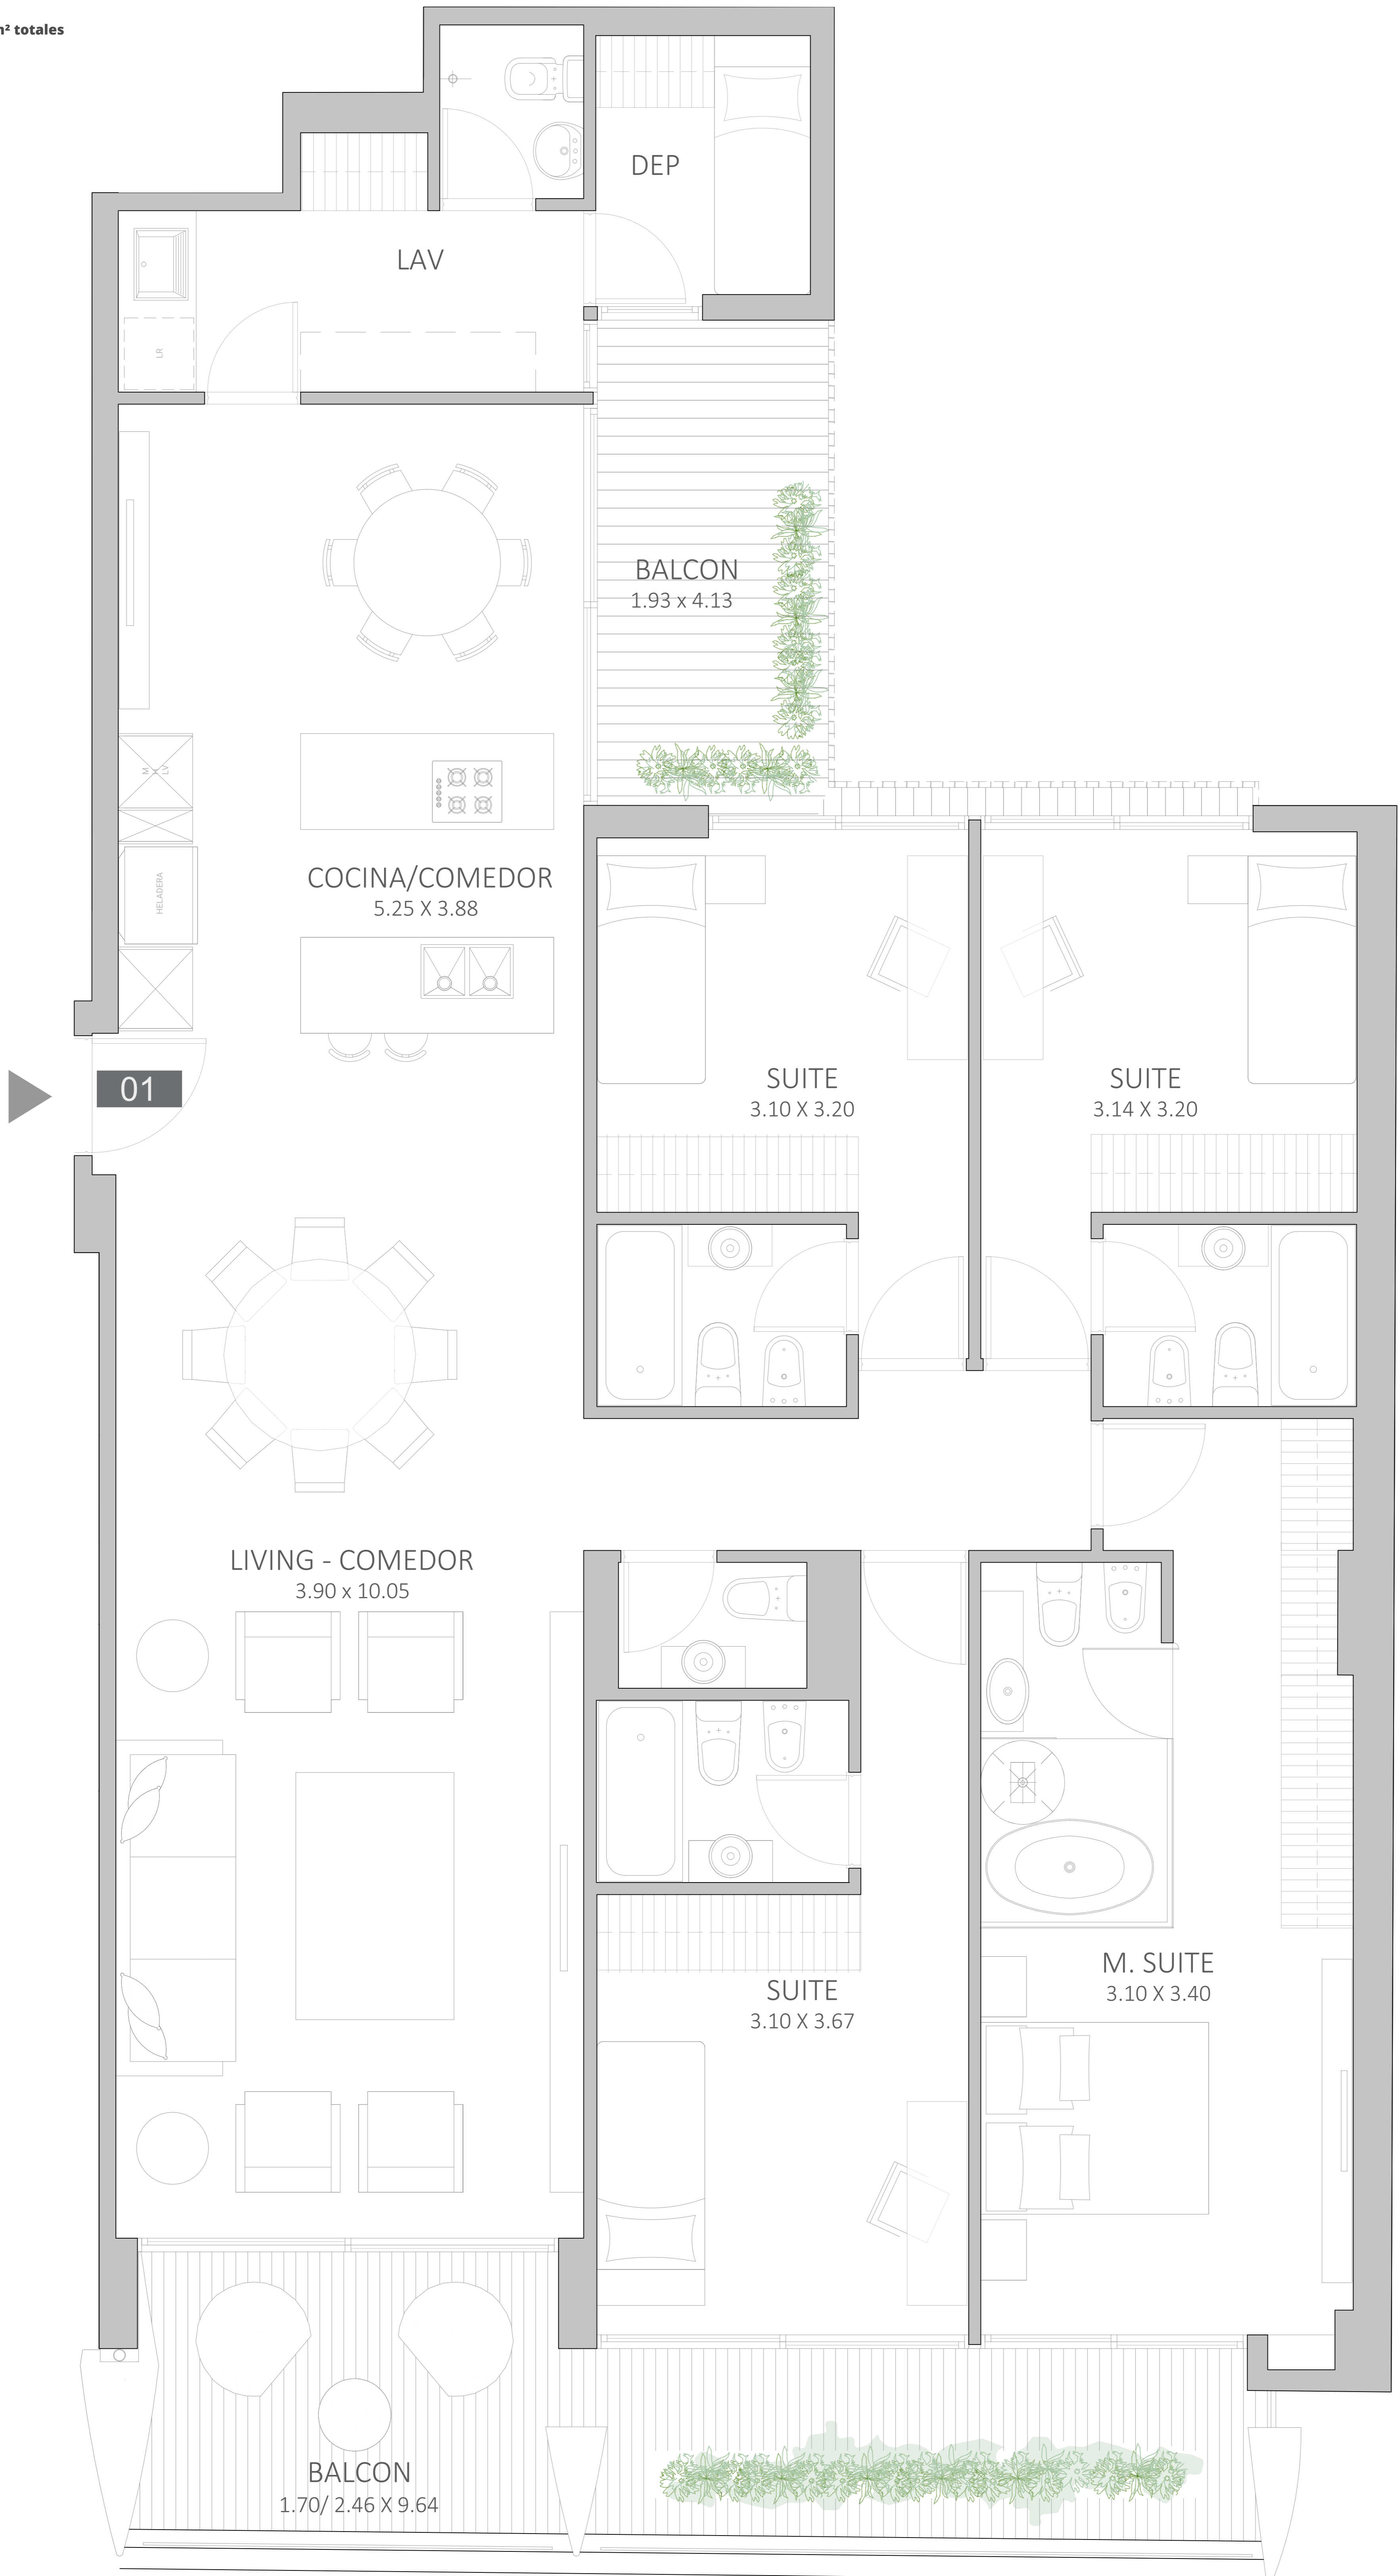 m² totales
DEP
LAV
LR
BALCON
1.93 x 4.13
M
H
LV
COCINA/COMEDOR
5.25 X 3.88
HELADERA
01
SUITE
3.10 X 3.20
SUITE
3.14 X 3.20
LIVING - COMEDOR
3.90 x 10.05
M. SUITE
3.10 X 3.40
SUITE
3.10 X 3.67
BALCON
1.70/ 2.46 X 9.64